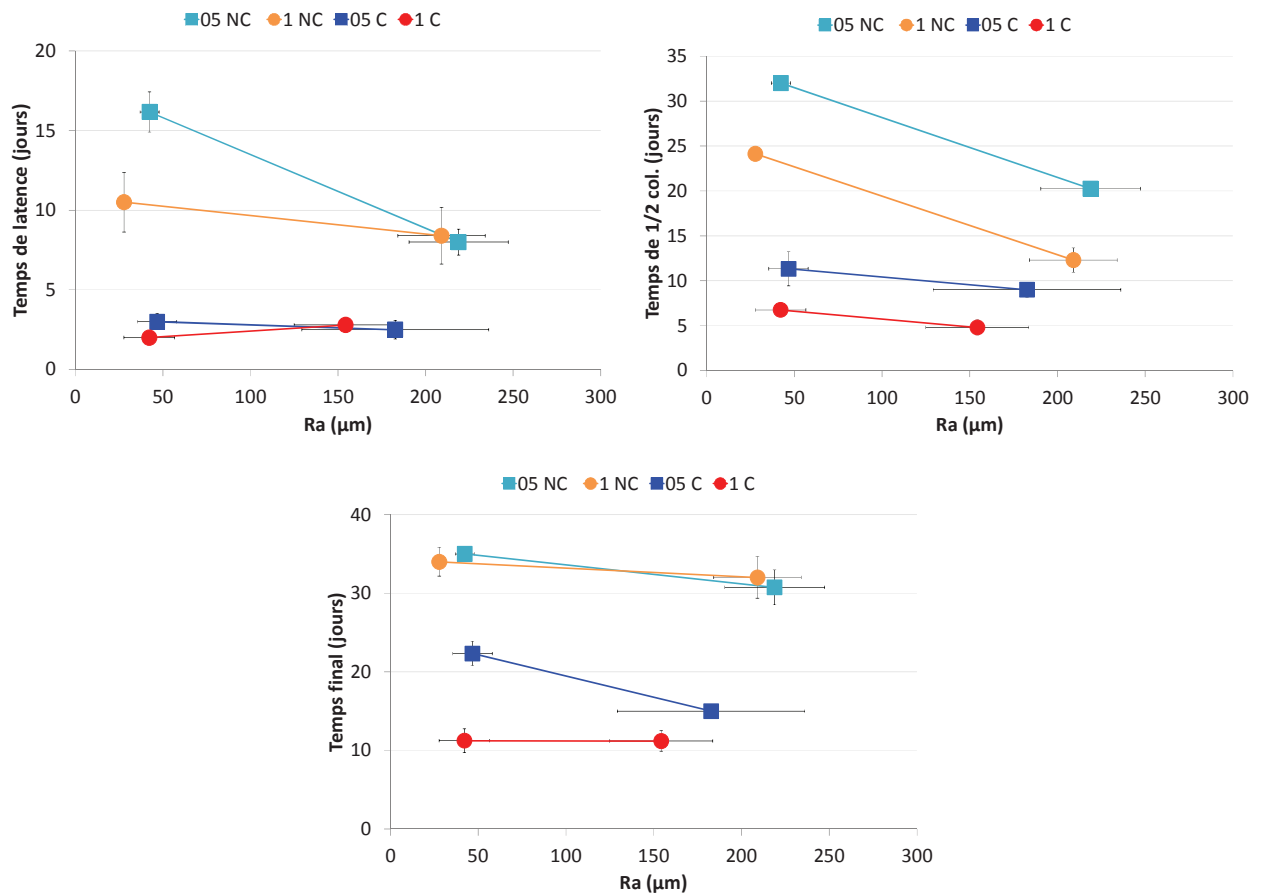 05 NC 1 NC 05 C 1 C
20
15
10
5
0
0 50 100 150 200 250 300
Temps de latence (jours)
Ra (µm)
05 NC 1 NC 05 C 1 C
35
30
25
20
15
10
5
0
0 50 100 150 200 250 300
Temps de 1/2 col. (jours)
Ra (µm)
05 NC 1 NC 05 C 1 C
40
30
20
10
0
0 50 100 150 200 250 300
Temps final (jours)
Ra (µm)